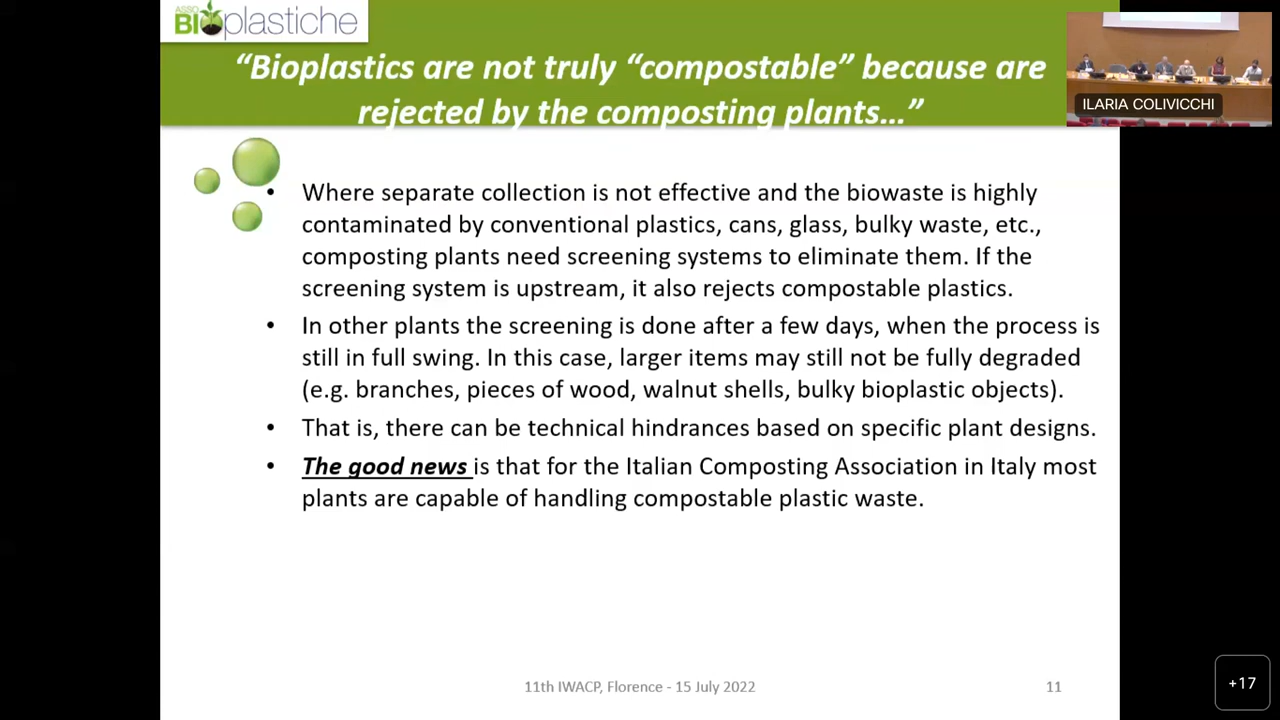 ASSO
BIOplastiche
“Bioplastics are not truly “compostable” because are
rejected by the composting plants…”
ILARIA COLIVICCHI
• Where separate collection is not effective and the biowaste is highly
contaminated by conventional plastics, cans, glass, bulky waste, etc.,
composting plants need screening systems to eliminate them. If the
screening system is upstream, it also rejects compostable plastics.
• In other plants the screening is done after a few days, when the process is
still in full swing. In this case, larger items may still not be fully degraded
(e.g. branches, pieces of wood, walnut shells, bulky bioplastic objects).
• That is, there can be technical hindrances based on specific plant designs.
• The good news is that for the Italian Composting Association in Italy most
plants are capable of handling compostable plastic waste.
11th IWACP, Florence - 15 July 2022
11
+17